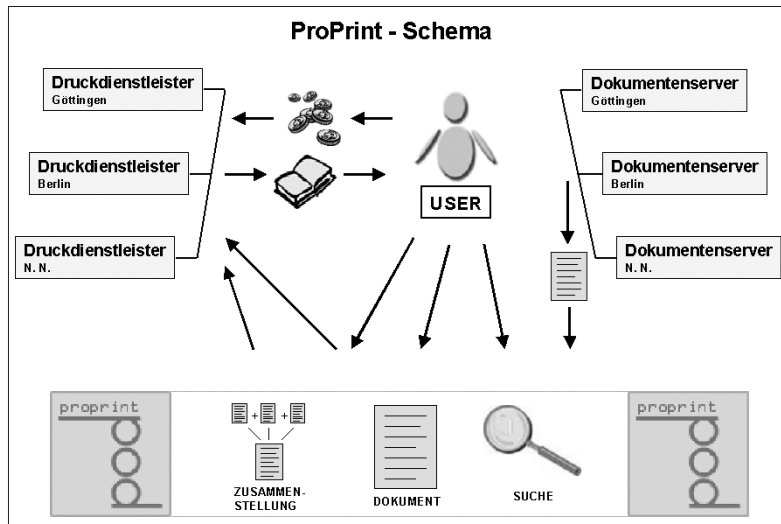 ProPrint - Schema
Druckdienstleister
Göttingen
Druckdienstleister
Berlin
Druckdienstleister
N. N.
USER
Dokumentenserver
Göttingen
Dokumentenserver
Berlin
Dokumentenserver
N. N.
proprint
+ +
ZUSAMMEN-
STELLUNG
DOKUMENT
SUCHE
proprint